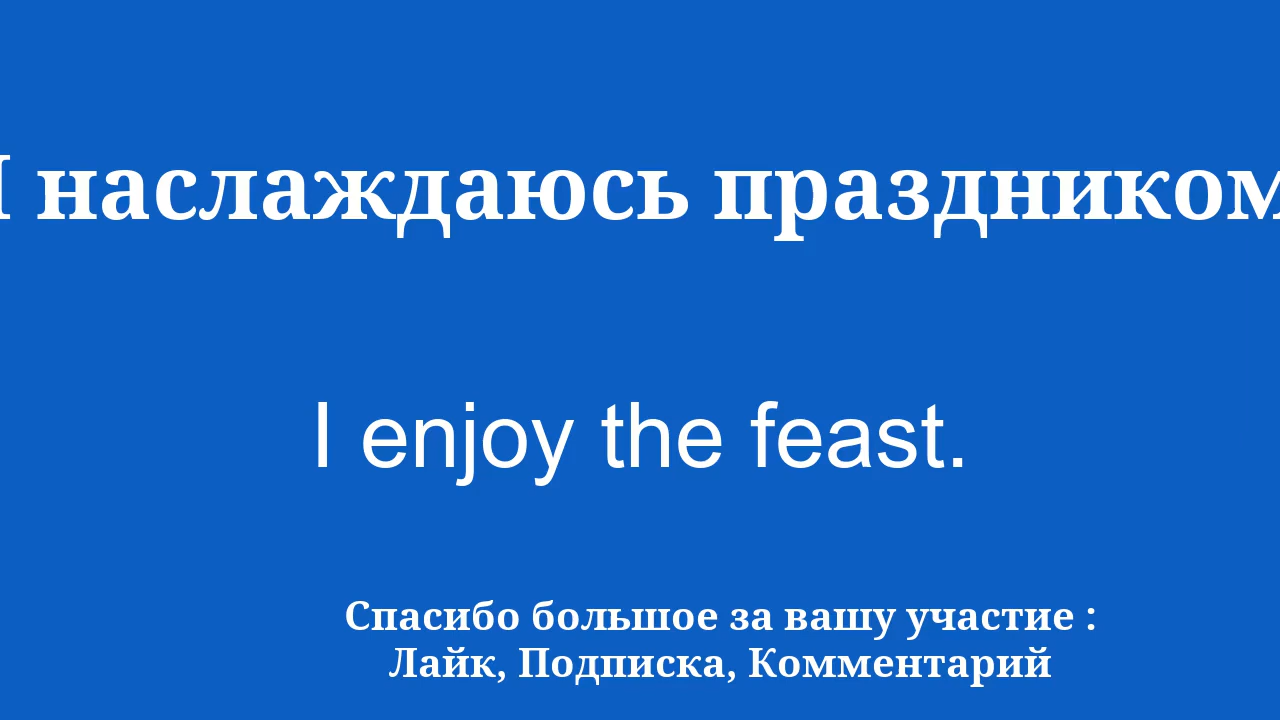 наслаждаюсь праздником
I enjoy the feast.
Спасибо большое за вашу участие :
Лайк, Подписка, Комментарий